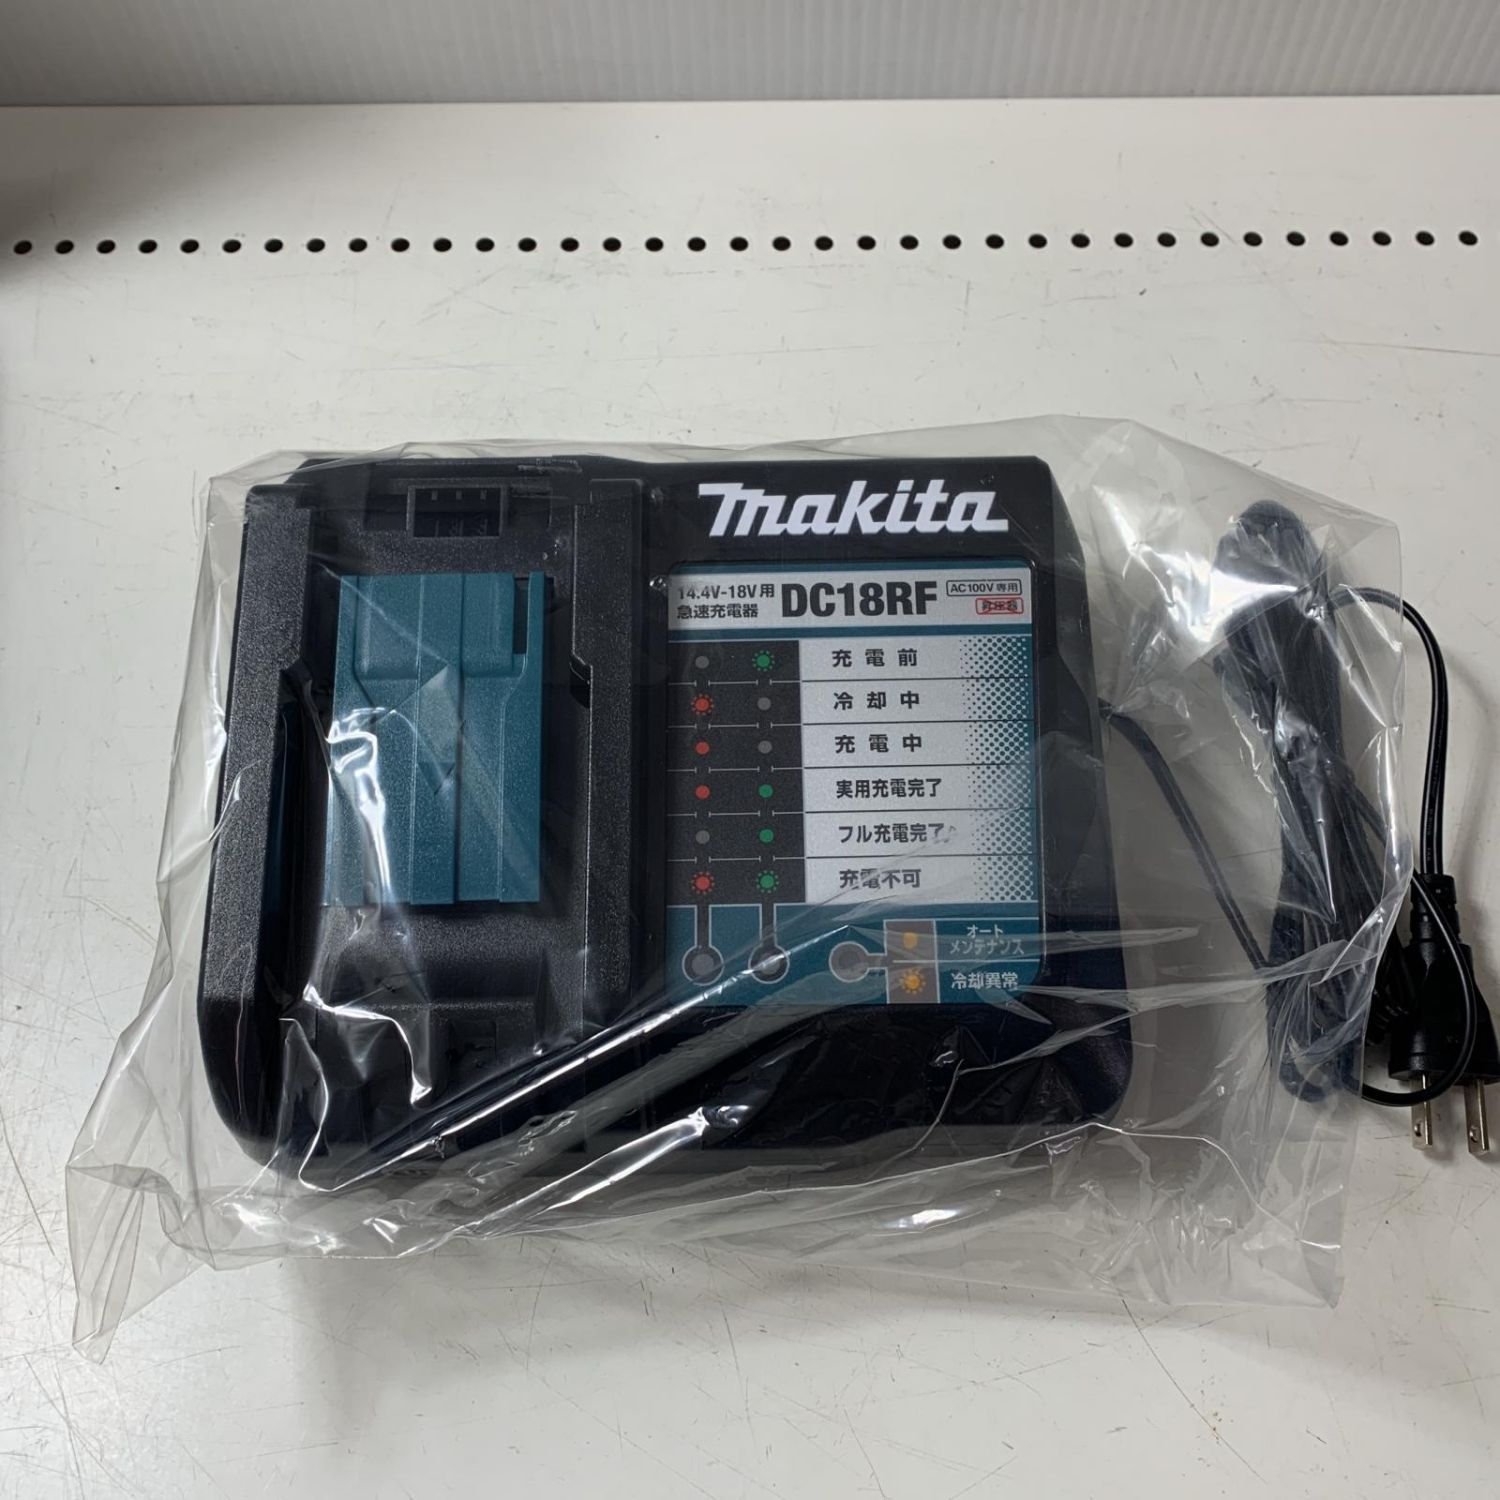 makita
14.4V-18V用
急速充電器
DC18RF
AC100V専用
昇圧器
充電前
冷却中
充電中
実用充電完了
フル充電完了♪
充電不可
オート
メンテナンス
冷却異常